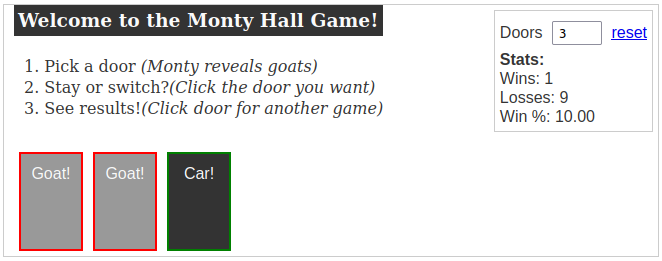 Welcome to the Monty Hall Game!
1. Pick a door (Monty reveals goats)
2. Stay or switch?(Click the door you want)
3. See results!(Click door for another game)
Doors 3 reset
Stats:
Wins: 1
Losses: 9
Win %: 10.00
Goat! Goat! Car!